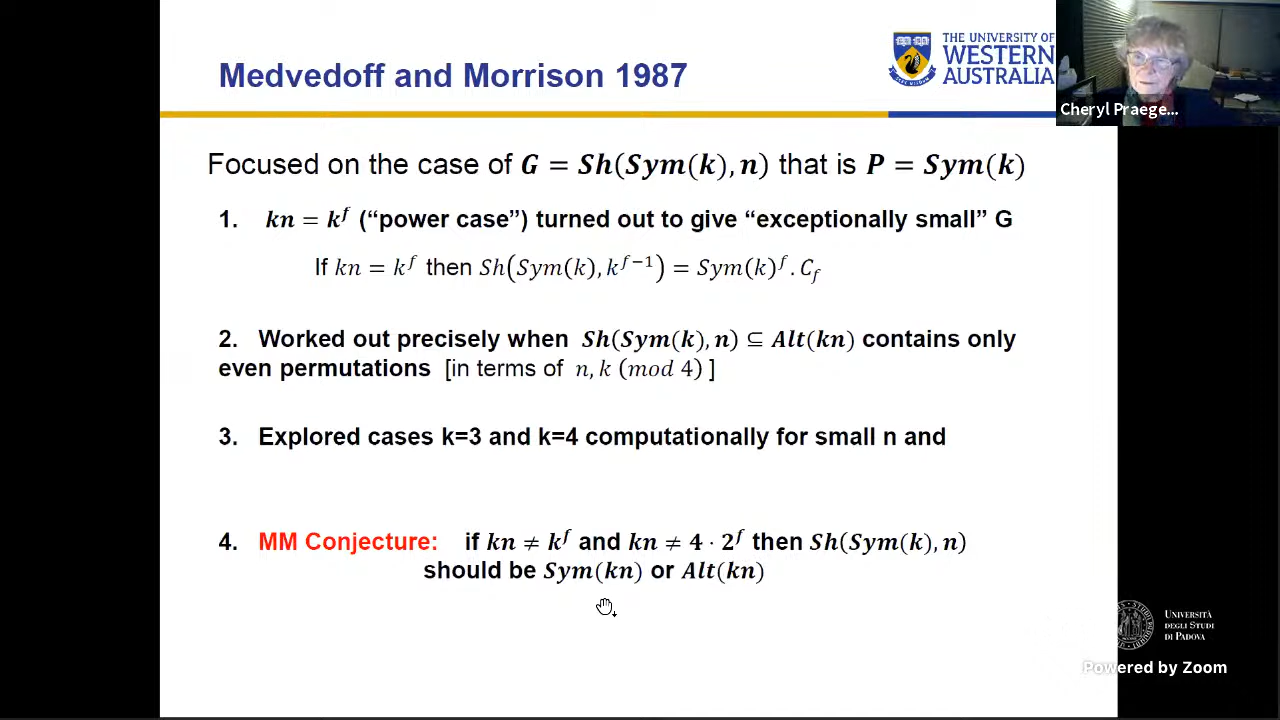 Medvedoff and Morrison 1987
THE UNIVERSITY OF
WESTERN
AUSTRALIA
Cheryl Praege...
Focused on the case of G = Sh(Sym(k), n) that is P = Sym(k)
1. kn = k^f (“power case”) turned out to give “exceptionally small” G
If kn = k^f then Sh(Sym(k), k^{f−1}) = Sym(k)^f . C_f
2. Worked out precisely when Sh(Sym(k), n) ⊆ Alt(kn) contains only
even permutations [in terms of n, k (mod 4) ]
3. Explored cases k=3 and k=4 computationally for small n and
4. MM Conjecture: if kn ≠ k^f and kn ≠ 4 · 2^f then Sh(Sym(k), n)
should be Sym(kn) or Alt(kn)
UNIVERSITÀ
DEGLI STUDI
DI PADOVA
Powered by Zoom